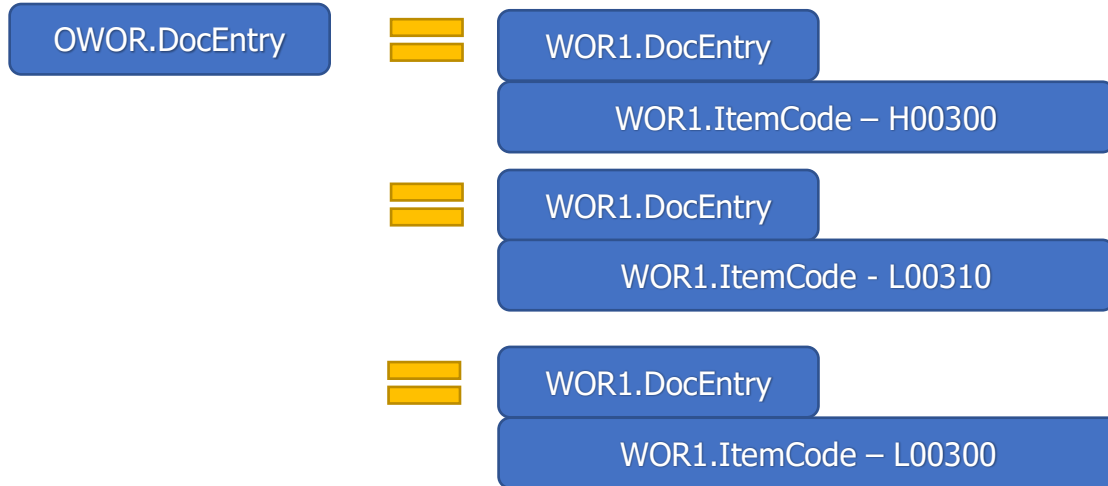 OWOR.DocEntry
WOR1.DocEntry
WOR1.ItemCode – H00300
WOR1.DocEntry
WOR1.ItemCode - L00310
WOR1.DocEntry
WOR1.ItemCode – L00300